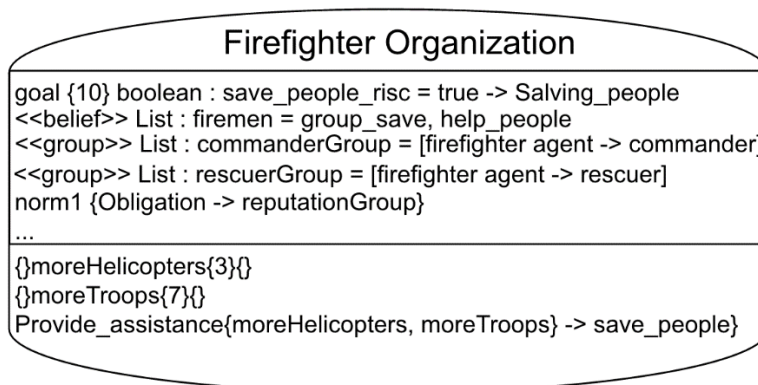 Firefighter Organization
goal {10} boolean : save_people_risc = true -> Salving_people
<<belief>> List : firemen = group_save, help_people
<<group>> List : commanderGroup = [firefighter agent -> commander]
<<group>> List : rescuerGroup = [firefighter agent -> rescuer]
norm1 {Obligation -> reputationGroup}
...
{}moreHelicopters{3}{}
{}moreTroops{7}{}
Provide_assistance{moreHelicopters, moreTroops} -> save_people}